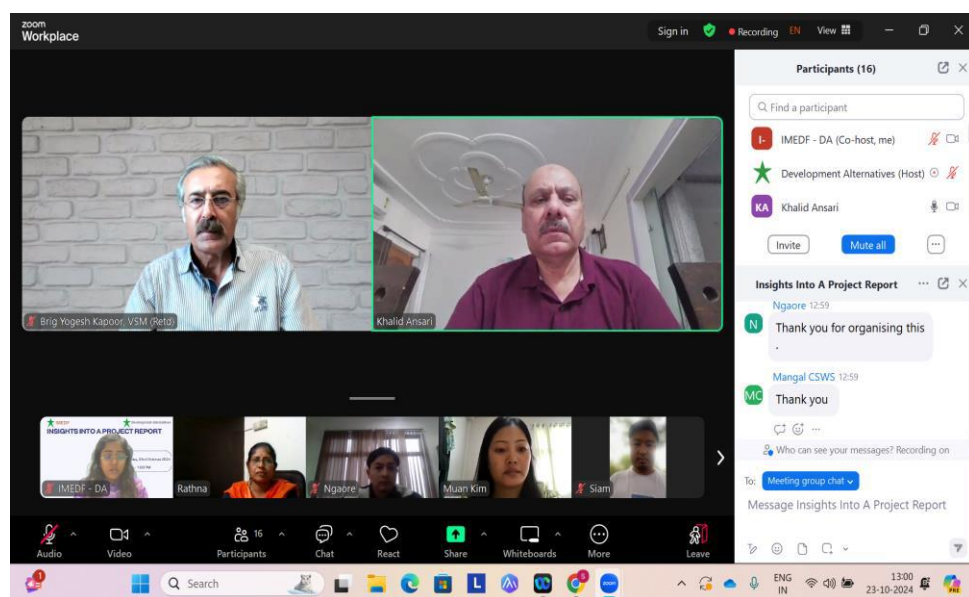 zoom
Workplace
Sign in
Recording
EN
View
Participants (16)
Find a participant
I-
IMEDF - DA (Co-host, me)
Development Alternatives (Host)
KA
Khalid Ansari
Invite
Mute all
Insights Into A Project Report
Ngaore 12:59
N
Thank you for organising this
.
Mangal CSWS 12:59
MC
Thank you
Who can see your messages? Recording on
To:
Meeting group chat
Message Insights Into A Project Report
Brig Yogesh Kapoor, VSM (Retd)
Khalid Ansari
INSIGHTS INTO A PROJECT REPORT
IMEDF - DA
Rathna
Ngaore
Muan Kim
Siam
Audio
Video
16
Participants
Chat
React
Share
Whiteboards
More
Leave
Search
L
zoom
ENG
IN
13:00
23-10-2024
PRE